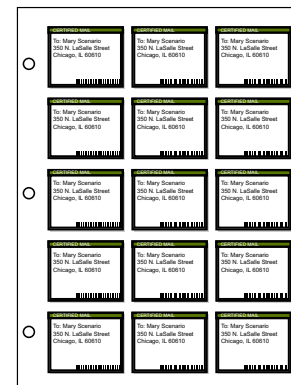 CERTIFIED MAIL CERTIFIED MAIL CERTIFIED MAIL
To: Mary Scenario To: Mary Scenario To: Mary Scenario
350 N. LaSalle Street 350 N. LaSalle Street 350 N. LaSalle Street
Chicago, IL 60610 Chicago, IL 60610 Chicago, IL 60610
CERTIFIED MAIL CERTIFIED MAIL CERTIFIED MAIL
To: Mary Scenario To: Mary Scenario To: Mary Scenario
350 N. LaSalle Street 350 N. LaSalle Street 350 N. LaSalle Street
Chicago, IL 60610 Chicago, IL 60610 Chicago, IL 60610
CERTIFIED MAIL CERTIFIED MAIL CERTIFIED MAIL
To: Mary Scenario To: Mary Scenario To: Mary Scenario
350 N. LaSalle Street 350 N. LaSalle Street 350 N. LaSalle Street
Chicago, IL 60610 Chicago, IL 60610 Chicago, IL 60610
CERTIFIED MAIL CERTIFIED MAIL CERTIFIED MAIL
To: Mary Scenario To: Mary Scenario To: Mary Scenario
350 N. LaSalle Street 350 N. LaSalle Street 350 N. LaSalle Street
Chicago, IL 60610 Chicago, IL 60610 Chicago, IL 60610
CERTIFIED MAIL CERTIFIED MAIL CERTIFIED MAIL
To: Mary Scenario To: Mary Scenario To: Mary Scenario
350 N. LaSalle Street 350 N. LaSalle Street 350 N. LaSalle Street
Chicago, IL 60610 Chicago, IL 60610 Chicago, IL 60610